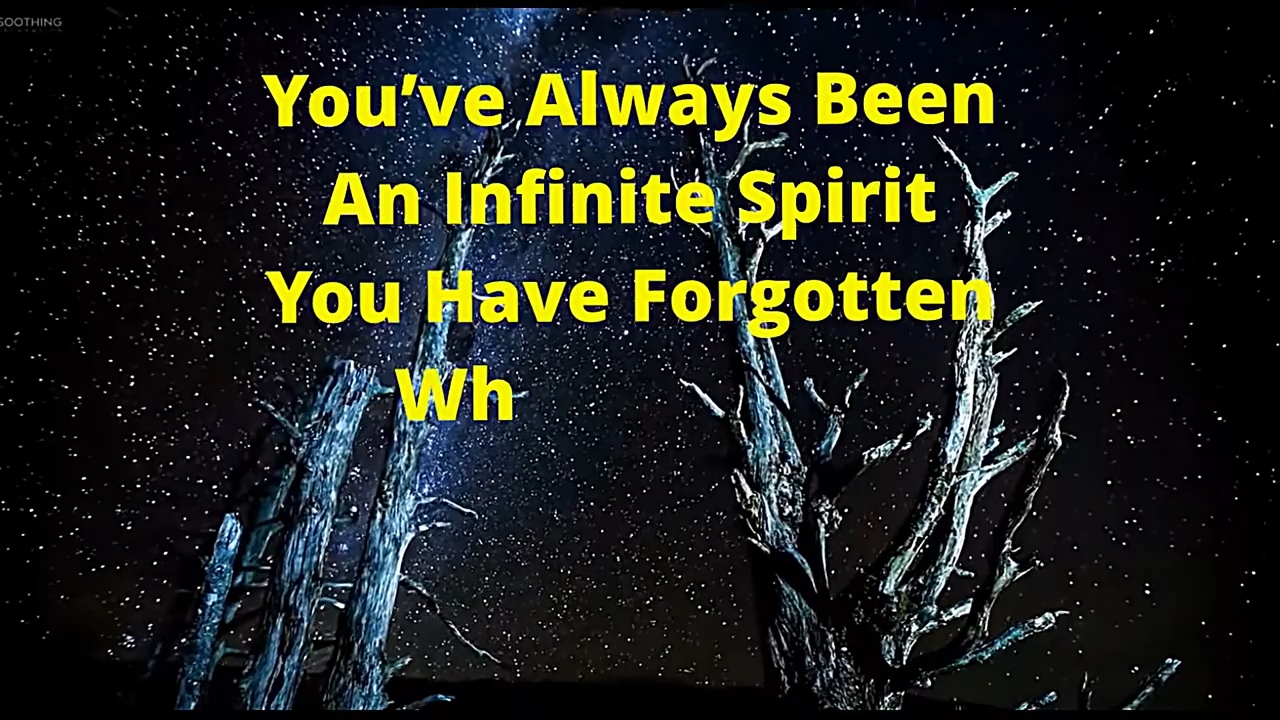 SOOTHING
You’ve Always Been
An Infinite Spirit
You Have Forgotten
Wh